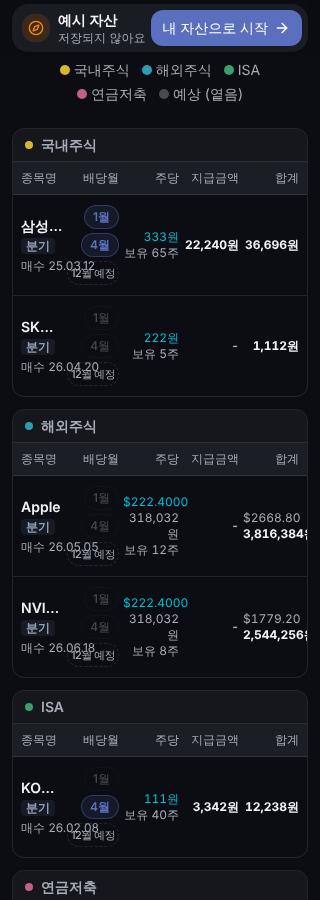 예시 자산
저장되지 않아요
내 자산으로 시작 →
국내주식 해외주식 ISA
연금저축 예상 (옅음)
국내주식
종목명 배당월 주당 지급금액 합계
삼성...
분기
매수 25.03.12
1월
4월
12월 예정
333원
보유 65주
22,240원 36,696원
SK...
분기
매수 26.04.20
1월
4월
12월 예정
222원
보유 5주
- 1,112원
해외주식
종목명 배당월 주당 지급금액 합계
Apple
분기
매수 26.05.05
1월
4월
12월 예정
$222.4000
318,032
원
보유 12주
- $2668.80
3,816,384원
NVI...
분기
매수 26.06.18
1월
4월
12월 예정
$222.4000
318,032
원
보유 8주
- $1779.20
2,544,256원
ISA
종목명 배당월 주당 지급금액 합계
KO...
분기
매수 26.02.08
1월
4월
12월 예정
111원
보유 40주
3,342원 12,238원
연금저축